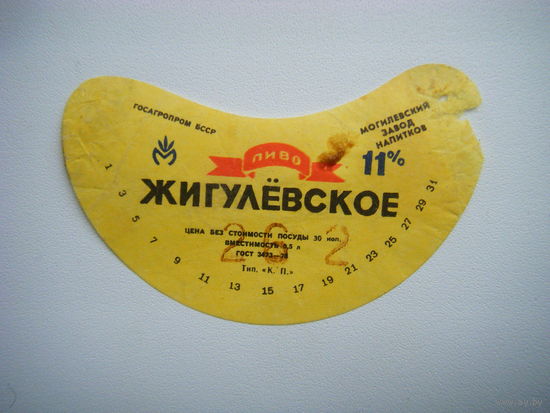 ГОСАГРОПРОМ БССР
МОГИЛЕВСКИЙ
ЗАВОД
НАПИТКОВ
ПИВО
11%
ЖИГУЛЁВСКОЕ
ЦЕНА БЕЗ СТОИМОСТИ ПОСУДЫ 30 коп.
ВМЕСТИМОСТЬ 0,5 л
ГОСТ 3473—78
Тип. «К. П.»
1 3 5 7 9 11 13 15 17 19 21 23 25 27 29 31